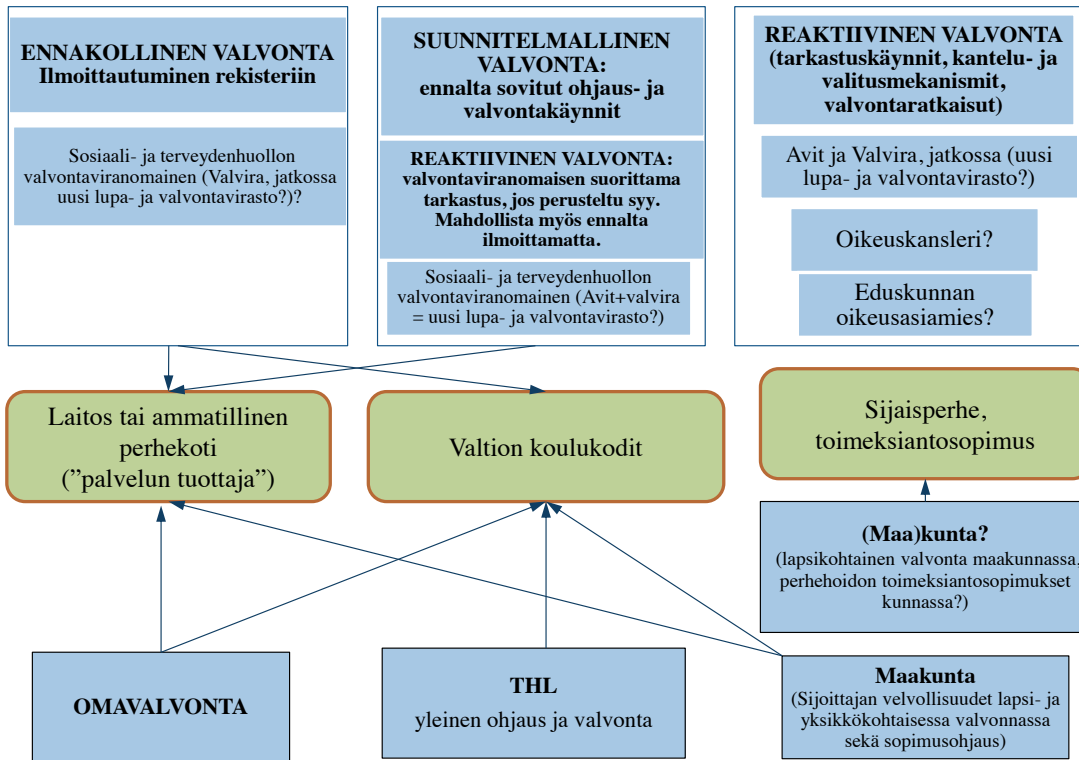 ENNAKOLLINEN VALVONTA
Ilmoittautuminen rekisteriin
Sosiaali- ja terveydenhuollon
valvontaviranomainen (Valvira, jatkossa
uusi lupa- ja valvontavirasto?)?
SUUNNITELMALLINEN
VALVONTA:
ennalta sovitut ohjaus- ja
valvontakäynnit
REAKTIIVINEN VALVONTA:
valvontaviranomaisen suorittama
tarkastus, jos perusteltu syy.
Mahdollista myös ennalta
ilmoittamatta.
Sosiaali- ja terveydenhuollon
valvontaviranomainen (Avit+valvira
= uusi lupa- ja valvontavirasto?)
REAKTIIVINEN VALVONTA
(tarkastuskäynnit, kantelu- ja
valitusmekanismit,
valvontaratkaisut)
Avit ja Valvira, jatkossa (uusi
lupa- ja valvontavirasto?)
Oikeuskansleri?
Eduskunnan
oikeusasiamies?
Laitos tai ammatillinen
perhekoti
(”palvelun tuottaja”)
Valtion koulukodit
Sijaisperhe,
toimeksiantosopimus
(Maa)kunta?
(lapsikohtainen valvonta maakunnassa,
perhehoidon toimeksiantosopimukset
kunnassa?)
OMAVALVONTA
THL
yleinen ohjaus ja valvonta
Maakunta
(Sijoittajan velvollisuudet lapsi- ja
yksikkökohtaisessa valvonnassa
sekä sopimusohjaus)